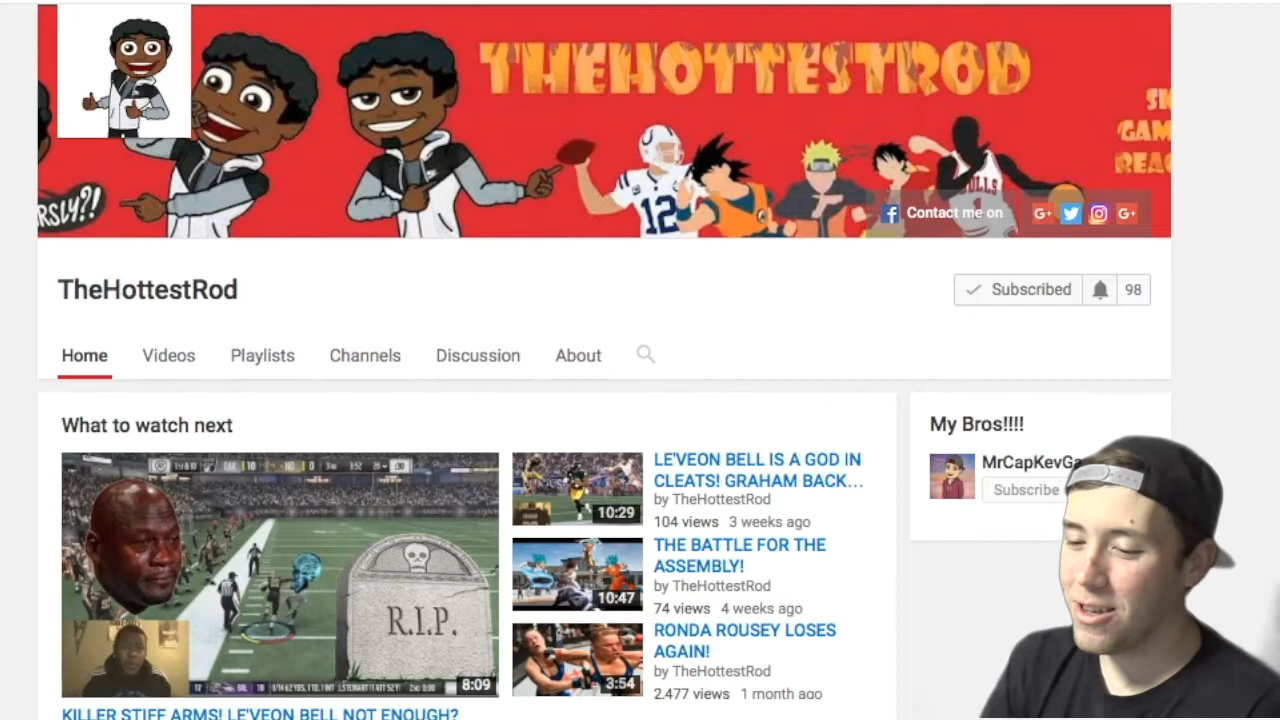 THEHOTTESTROD
RSLY?!
12
Contact me on
TheHottestRod
Subscribed 98
Home Videos Playlists Channels Discussion About
What to watch next
My Bros!!!!
LE'VEON BELL IS A GOD IN
CLEATS! GRAHAM BACK...
by TheHottestRod
104 views 3 weeks ago
10:29
MrCapKevGa
Subscribe
THE BATTLE FOR THE
ASSEMBLY!
by TheHottestRod
74 views 4 weeks ago
10:47
R.I.P.
8:09
RONDA ROUSEY LOSES
AGAIN!
by TheHottestRod
2,477 views 1 month ago
3:54
KILLER STIFF ARMS! LE'VEON BELL NOT ENOUGH?